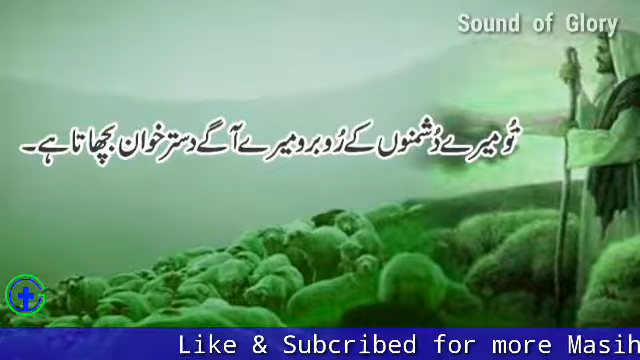 Sound of Glory
تُو میرے دُشمنوں کے رُوبرو میرے آگے دسترخوان بچھاتا ہے۔
Like & Subcribed for more Masih